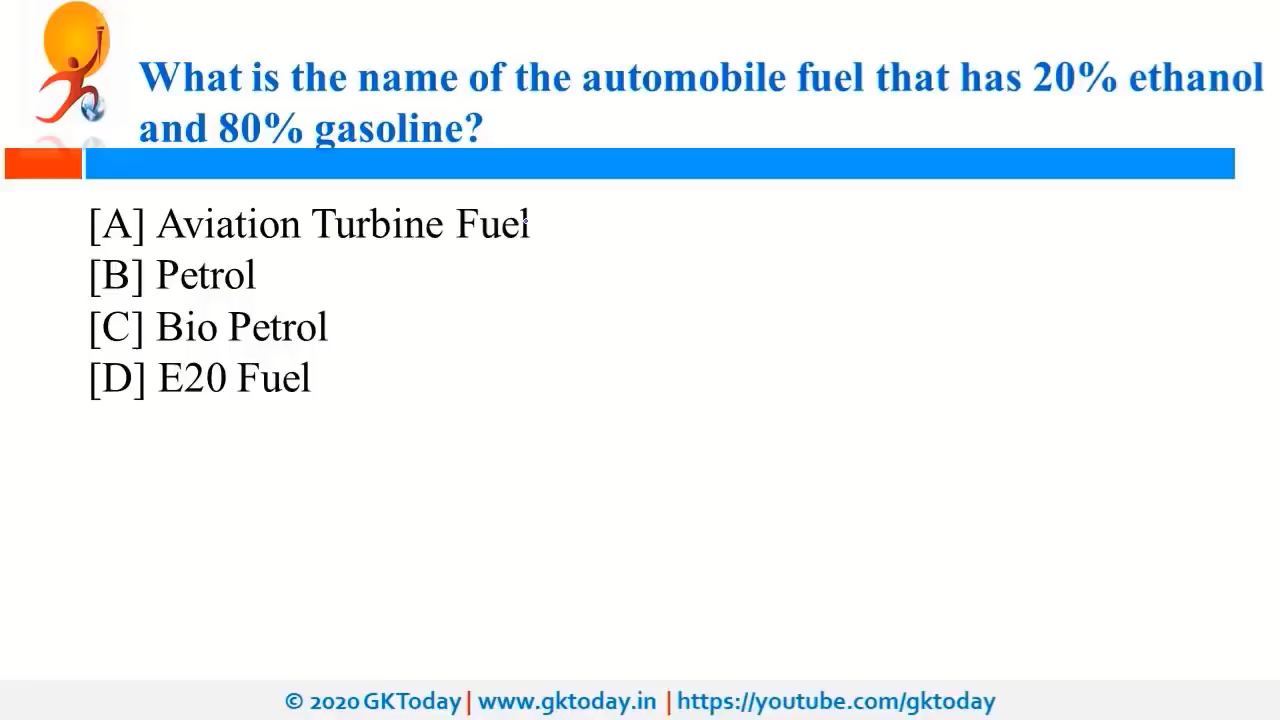 What is the name of the automobile fuel that has 20% ethanol
and 80% gasoline?
[A] Aviation Turbine Fuel
[B] Petrol
[C] Bio Petrol
[D] E20 Fuel
© 2020 GKToday | www.gktoday.in | https://youtube.com/gktoday